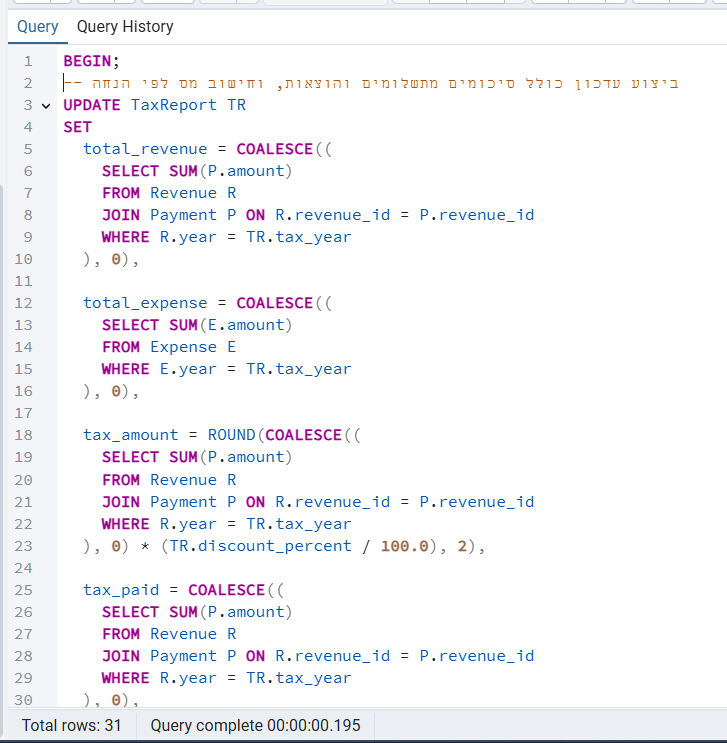 Query Query History
1 BEGIN;
2 -- ביצוע עדכון כולל סיכומים מתשלומים והוצאות, וחישוב מס לפי הנחה
3 UPDATE TaxReport TR
4 SET
5 total_revenue = COALESCE((
6 SELECT SUM(P.amount)
7 FROM Revenue R
8 JOIN Payment P ON R.revenue_id = P.revenue_id
9 WHERE R.year = TR.tax_year
10 ), 0),
11
12 total_expense = COALESCE((
13 SELECT SUM(E.amount)
14 FROM Expense E
15 WHERE E.year = TR.tax_year
16 ), 0),
17
18 tax_amount = ROUND(COALESCE((
19 SELECT SUM(P.amount)
20 FROM Revenue R
21 JOIN Payment P ON R.revenue_id = P.revenue_id
22 WHERE R.year = TR.tax_year
23 ), 0) * (TR.discount_percent / 100.0), 2),
24
25 tax_paid = COALESCE((
26 SELECT SUM(P.amount)
27 FROM Revenue R
28 JOIN Payment P ON R.revenue_id = P.revenue_id
29 WHERE R.year = TR.tax_year
30 ), 0),
Total rows: 31 Query complete 00:00:00.195